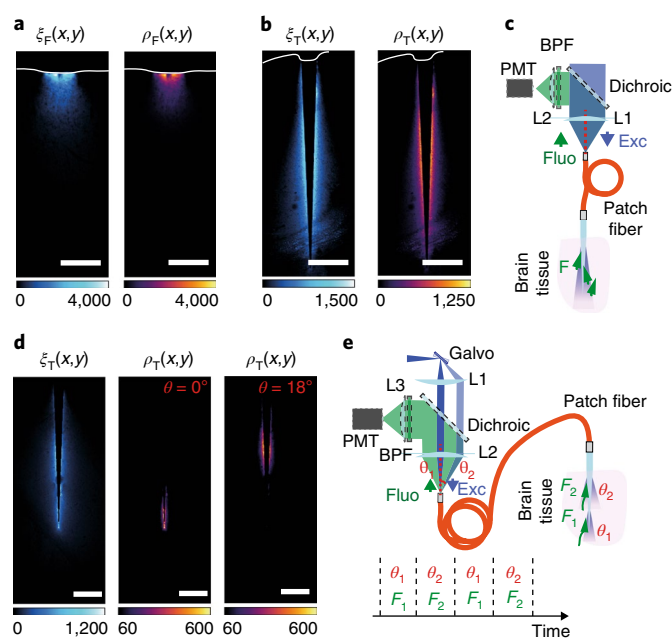 a
ξF(x,y)
ρF(x,y)
0
4,000
0
4,000
b
ξT(x,y)
ρT(x,y)
0
1,500
0
1,250
c
BPF
PMT
Dichroic
L2
L1
Fluo
Exc
Patch
fiber
Brain
tissue
F
d
ξT(x,y)
ρT(x,y)
ρT(x,y)
θ = 0°
θ = 18°
0
1,200
60
600
60
600
e
Galvo
L3
L1
PMT
Dichroic
BPF
L2
θ1
θ2
Fluo
Exc
Patch fiber
Brain
tissue
F2
θ2
F1
θ1
θ1 θ2 θ1 θ2
F1 F2 F1 F2
Time